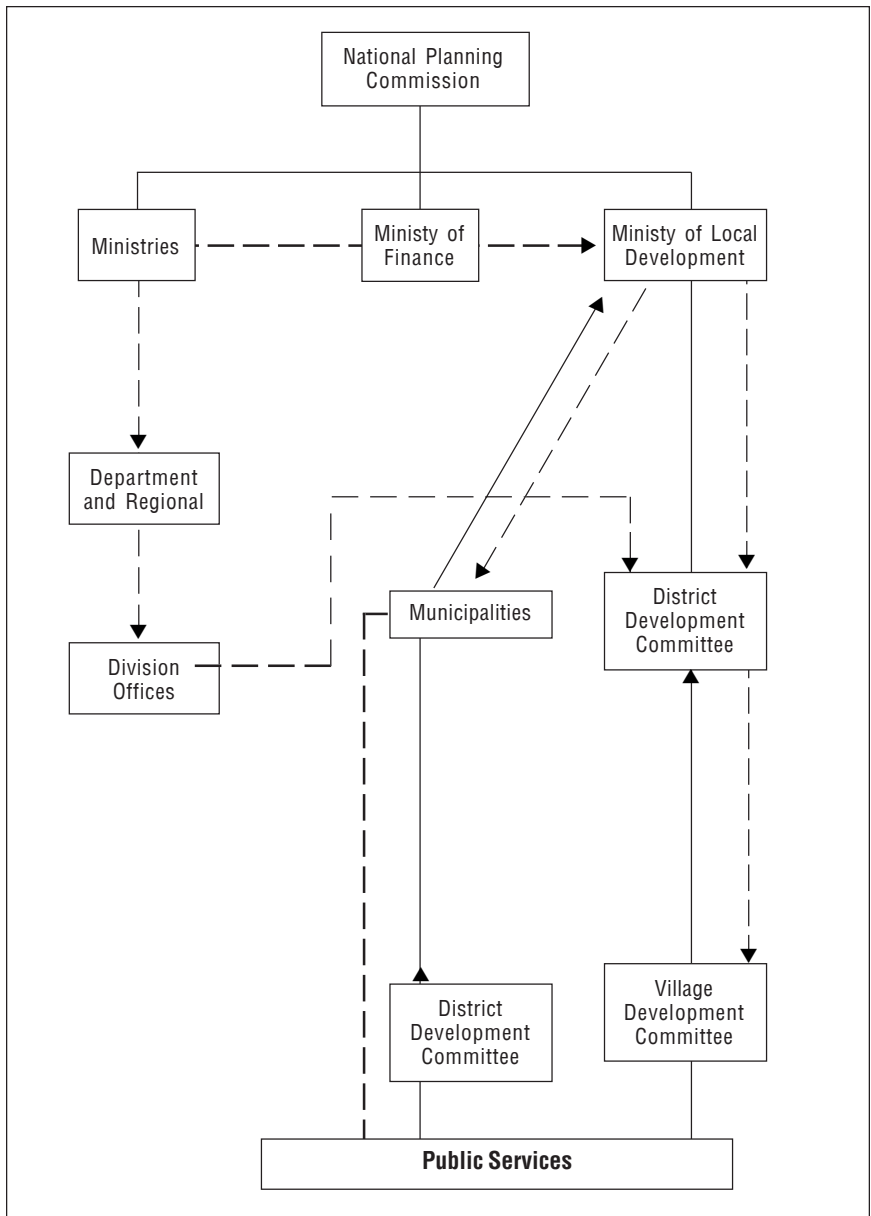 National Planning
Commission
Ministries
Ministy of
Finance
Ministy of Local
Development
Department
and Regional
Municipalities
District
Development
Committee
Division
Offices
District
Development
Committee
Village
Development
Committee
Public Services